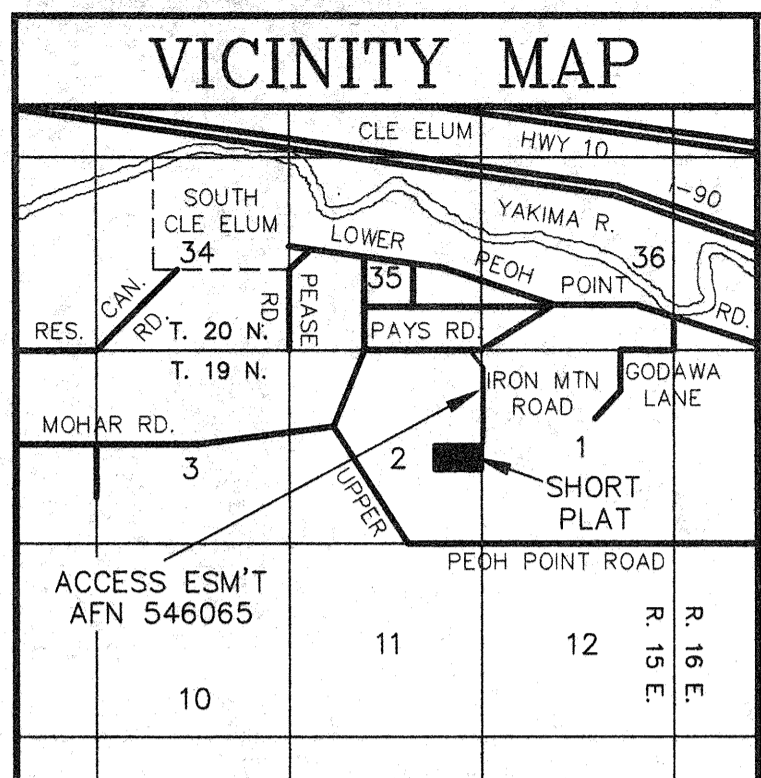 VICINITY MAP
CLE ELUM
HWY 10
I-90
SOUTH
CLE ELUM
34
YAKIMA R.
LOWER
PEOH
POINT
RD.
36
35
CAN.
RES.
RD.
PEASE
RD.
T. 20 N.
PAYS RD.
T. 19 N.
IRON MTN
ROAD
GODAWA
LANE
MOHAR RD.
3
2
1
UPPER
SHORT
PLAT
PEOH POINT ROAD
ACCESS ESM'T
AFN 546065
11
12
R. 15 E.
R. 16 E.
10